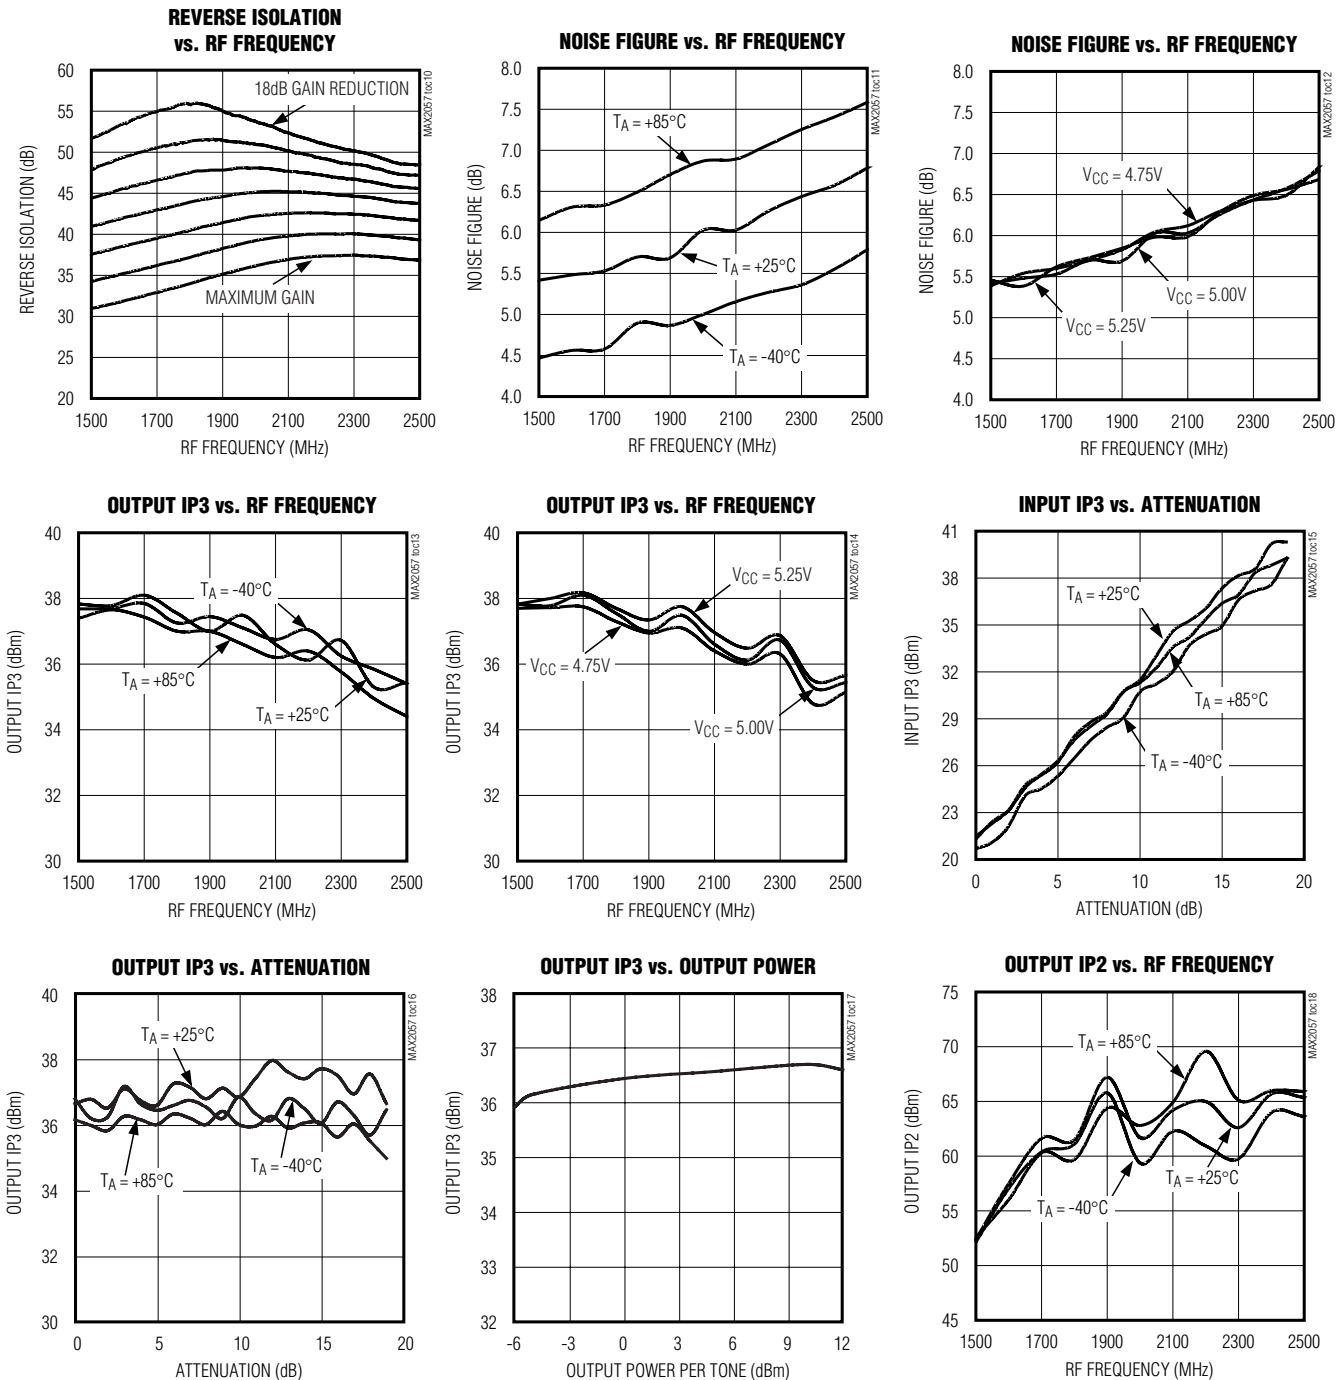 REVERSE ISOLATION
vs. RF FREQUENCY
60
55
50
45
40
35
30
25
20
REVERSE ISOLATION (dB)
18dB GAIN REDUCTION
MAXIMUM GAIN
MAX2057 toc10
1500 1700 1900 2100 2300 2500
RF FREQUENCY (MHz)
NOISE FIGURE vs. RF FREQUENCY
8.0
7.5
7.0
6.5
6.0
5.5
5.0
4.5
4.0
NOISE FIGURE (dB)
TA = +85°C
TA = +25°C
TA = -40°C
MAX2057 toc11
1500 1700 1900 2100 2300 2500
RF FREQUENCY (MHz)
NOISE FIGURE vs. RF FREQUENCY
8.0
7.5
7.0
6.5
6.0
5.5
5.0
4.5
4.0
NOISE FIGURE (dB)
VCC = 4.75V
VCC = 5.00V
VCC = 5.25V
MAX2057 toc12
1500 1700 1900 2100 2300 2500
RF FREQUENCY (MHz)
OUTPUT IP3 vs. RF FREQUENCY
40
38
36
34
32
30
OUTPUT IP3 (dBm)
TA = -40°C
TA = +85°C
TA = +25°C
MAX2057 toc13
1500 1700 1900 2100 2300 2500
RF FREQUENCY (MHz)
OUTPUT IP3 vs. RF FREQUENCY
40
38
36
34
32
30
OUTPUT IP3 (dBm)
VCC = 5.25V
VCC = 4.75V
VCC = 5.00V
MAX2057 toc14
1500 1700 1900 2100 2300 2500
RF FREQUENCY (MHz)
INPUT IP3 vs. ATTENUATION
41
38
35
32
29
26
23
20
INPUT IP3 (dBm)
TA = +25°C
TA = +85°C
TA = -40°C
MAX2057 toc15
0 5 10 15 20
ATTENUATION (dB)
OUTPUT IP3 vs. ATTENUATION
40
38
36
34
32
30
OUTPUT IP3 (dBm)
TA = +25°C
TA = -40°C
TA = +85°C
MAX2057 toc16
0 5 10 15 20
ATTENUATION (dB)
OUTPUT IP3 vs. OUTPUT POWER
38
37
36
35
34
33
32
OUTPUT IP3 (dBm)
MAX2057 toc17
-6 -3 0 3 6 9 12
OUTPUT POWER PER TONE (dBm)
OUTPUT IP2 vs. RF FREQUENCY
75
70
65
60
55
50
45
OUTPUT IP2 (dBm)
TA = +85°C
TA = +25°C
TA = -40°C
MAX2057 toc18
1500 1700 1900 2100 2300 2500
RF FREQUENCY (MHz)